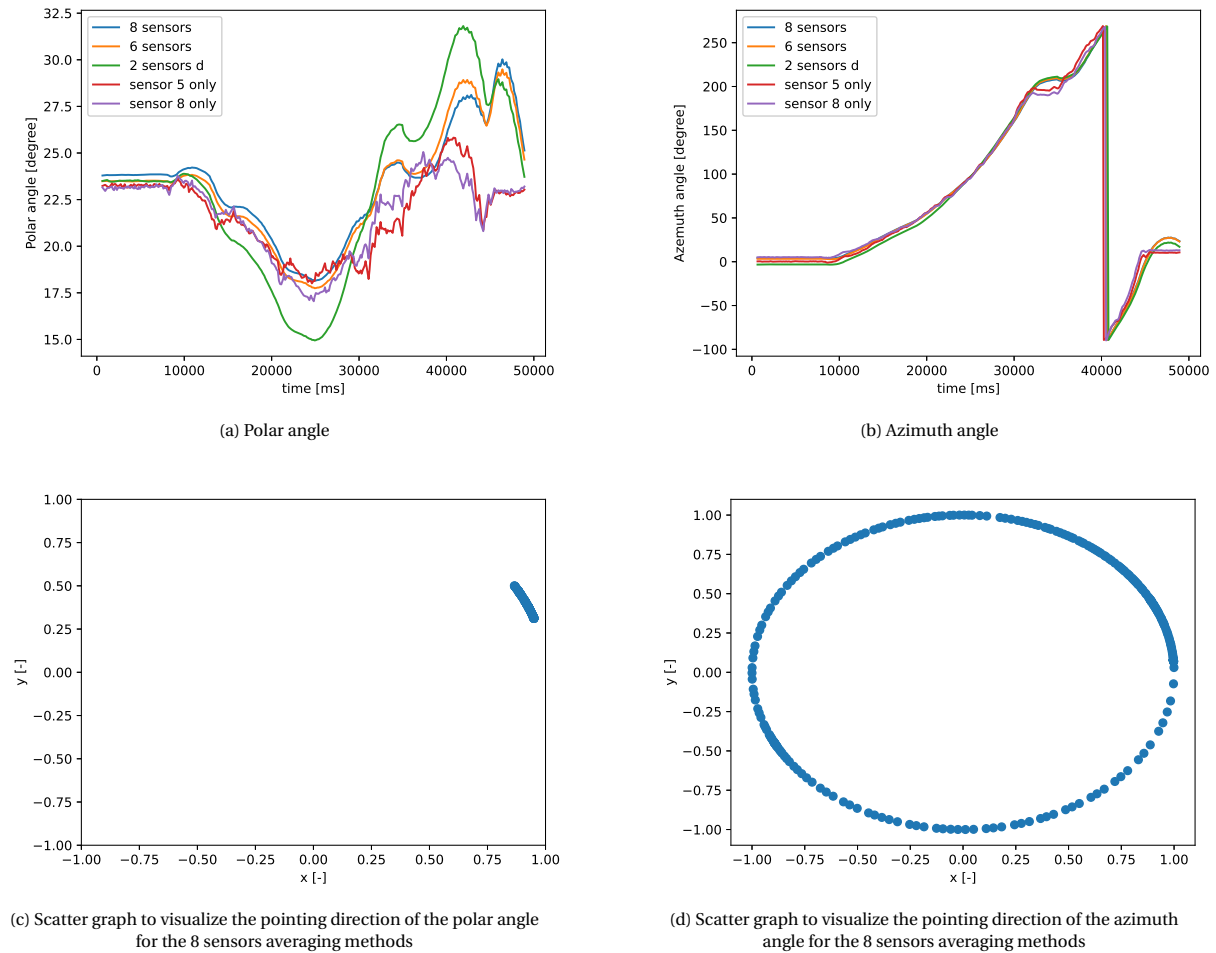 32.5
30.0
27.5
25.0
22.5
20.0
17.5
15.0
Polar angle [degree]
8 sensors
6 sensors
2 sensors d
sensor 5 only
sensor 8 only
0
10000
20000
30000
40000
50000
time [ms]
(a) Polar angle
250
200
150
100
50
0
−50
−100
Azemuth angle [degree]
8 sensors
6 sensors
2 sensors d
sensor 5 only
sensor 8 only
0
10000
20000
30000
40000
50000
time [ms]
(b) Azimuth angle
1.00
0.75
0.50
0.25
0.00
−0.25
−0.50
−0.75
−1.00
y [-]
−1.00
−0.75
−0.50
−0.25
0.00
0.25
0.50
0.75
1.00
x [-]
(c) Scatter graph to visualize the pointing direction of the polar angle
for the 8 sensors averaging methods
1.00
0.75
0.50
0.25
0.00
−0.25
−0.50
−0.75
−1.00
y [-]
−1.00
−0.75
−0.50
−0.25
0.00
0.25
0.50
0.75
1.00
x [-]
(d) Scatter graph to visualize the pointing direction of the azimuth
angle for the 8 sensors averaging methods